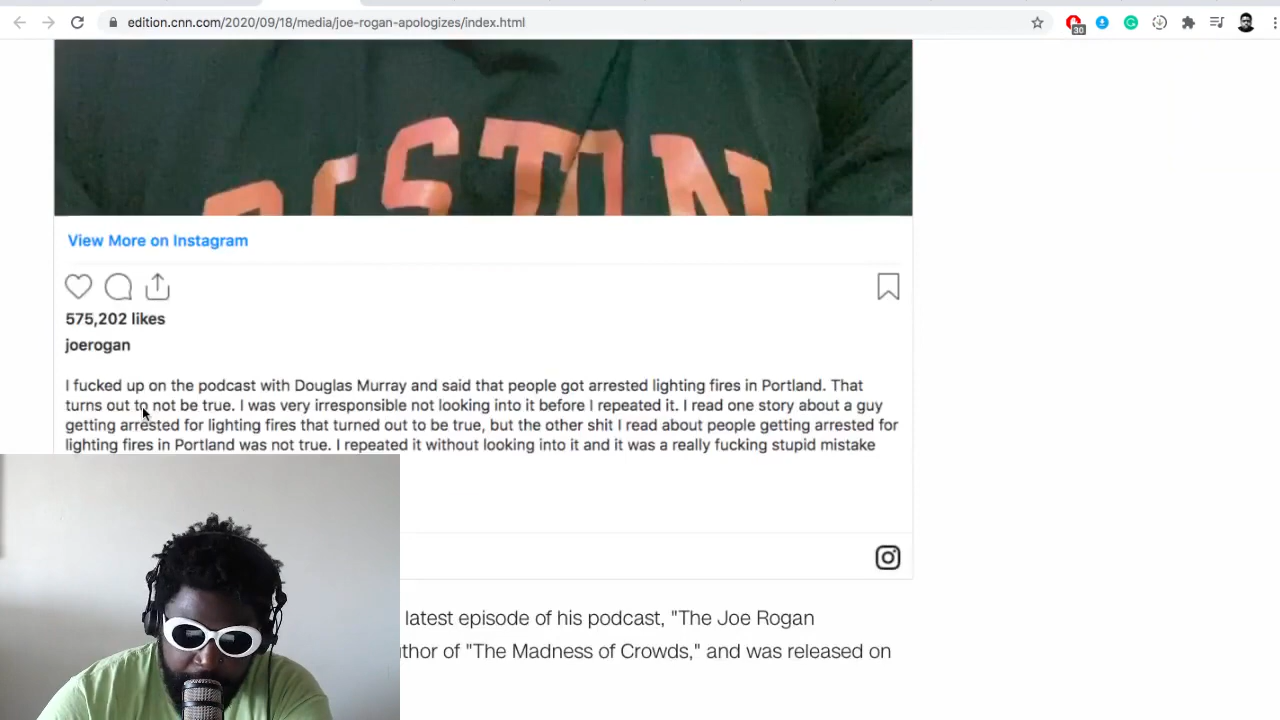 edition.cnn.com/2020/09/18/media/joe-rogan-apologizes/index.html
30
BOSTON
View More on Instagram
575,202 likes
joerogan
I fucked up on the podcast with Douglas Murray and said that people got arrested lighting fires in Portland. That
turns out to not be true. I was very irresponsible not looking into it before I repeated it. I read one story about a guy
getting arrested for lighting fires that turned out to be true, but the other shit I read about people getting arrested for
lighting fires in Portland was not true. I repeated it without looking into it and it was a really fucking stupid mistake
latest episode of his podcast, "The Joe Rogan
thor of "The Madness of Crowds," and was released on